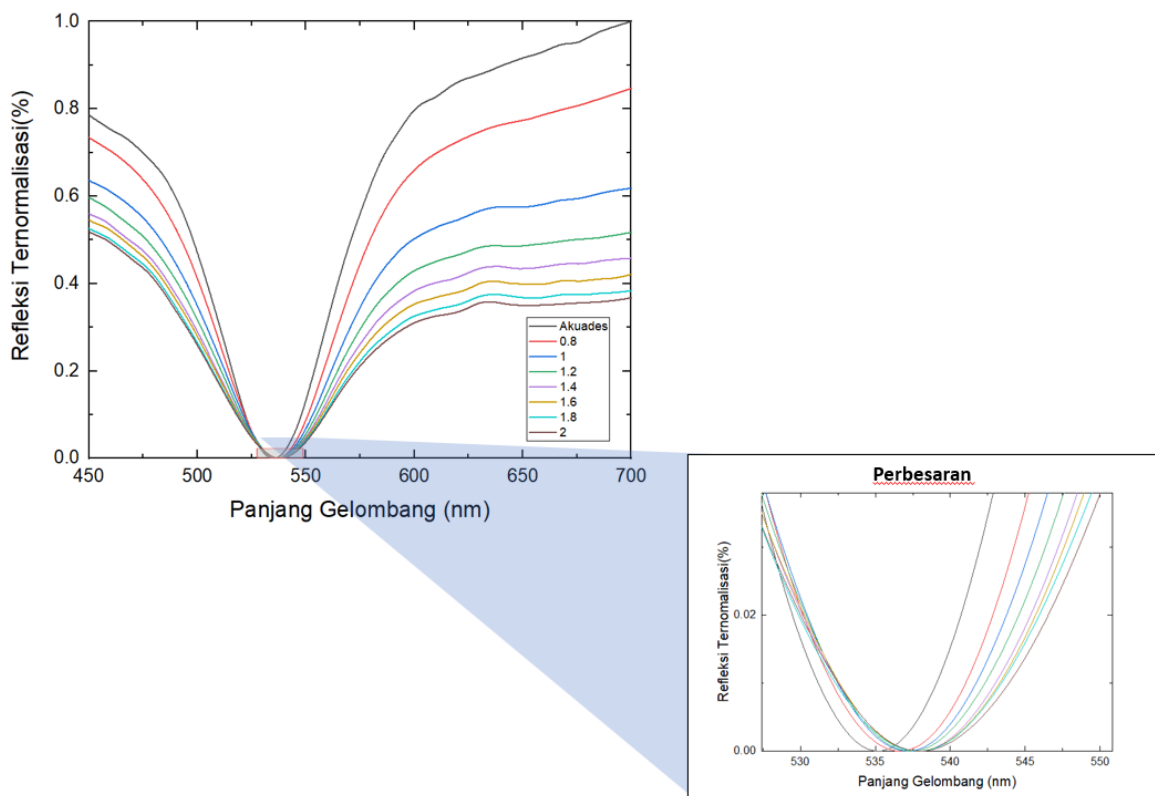 1.0
0.8
0.6
0.4
0.2
0.0
Refleksi Ternormalisasi(%)
450 500 550 600 650 700
Panjang Gelombang (nm)
Akuades
0.8
1
1.2
1.4
1.6
1.8
2
Perbesaran
0.02
0.00
Refleksi Ternomalisasi(%)
530 535 540 545 550
Panjang Gelombang (nm)